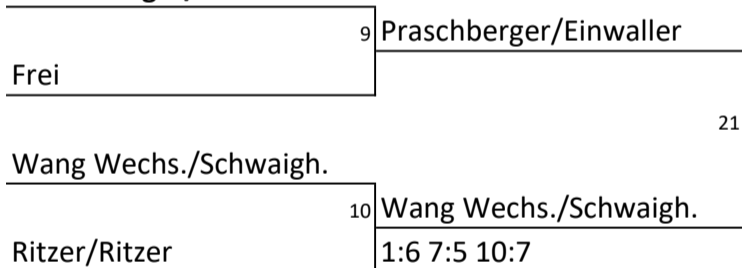 9 Praschberger/Einwaller
Frei
21
Wang Wechs./Schwaigh.
10 Wang Wechs./Schwaigh.
Ritzer/Ritzer 1:6 7:5 10:7